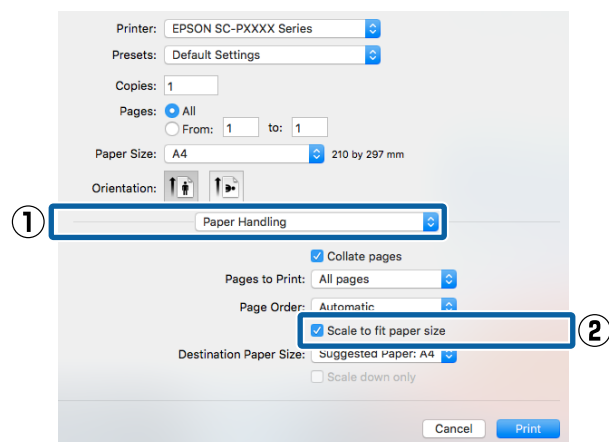 Printer: EPSON SC-PXXXX Series
Presets: Default Settings
Copies: 1
Pages: All
From: 1 to: 1
Paper Size: A4 210 by 297 mm
Orientation:
1 Paper Handling
Collate pages
Pages to Print: All pages
Page Order: Automatic
Scale to fit paper size 2
Destination Paper Size: Suggested Paper: A4
Scale down only
Cancel Print